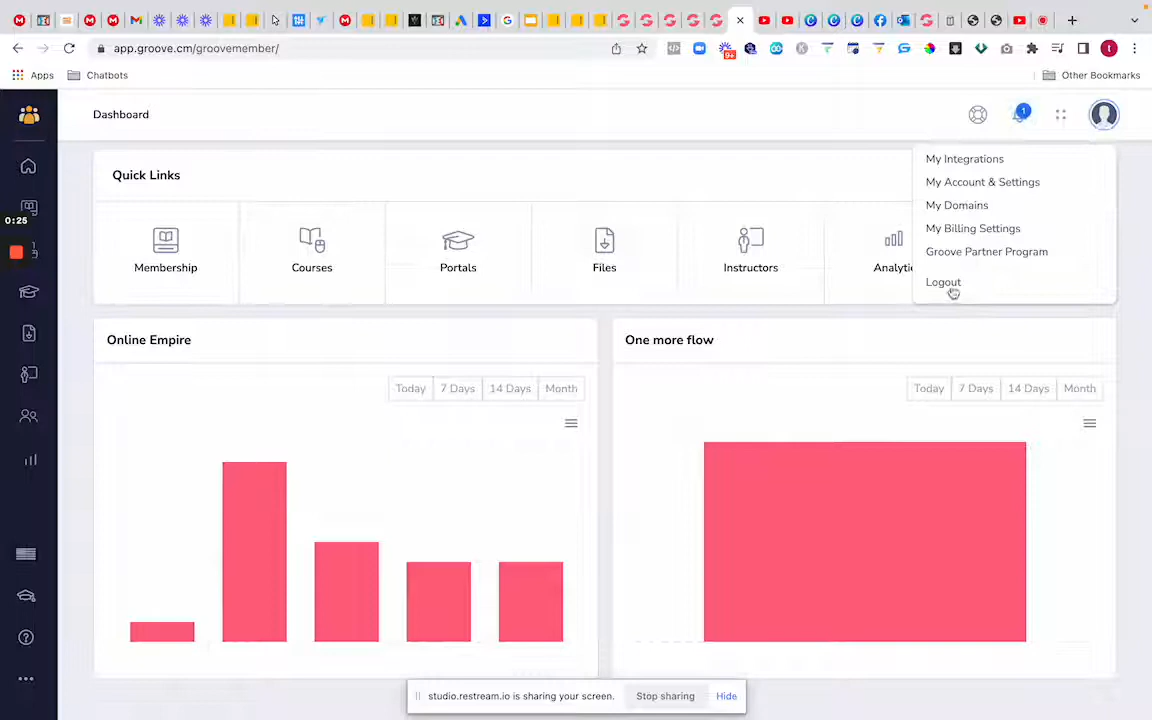 app.groove.cm/groovemember/
9+
t
Apps
Chatbots
Other Bookmarks
Dashboard
1
My Integrations
My Account & Settings
My Domains
My Billing Settings
Groove Partner Program
Logout
0:25
Quick Links
Membership
Courses
Portals
Files
Instructors
Analytic
Online Empire
Today
7 Days
14 Days
Month
One more flow
Today
7 Days
14 Days
Month
studio.restream.io is sharing your screen.
Stop sharing
Hide